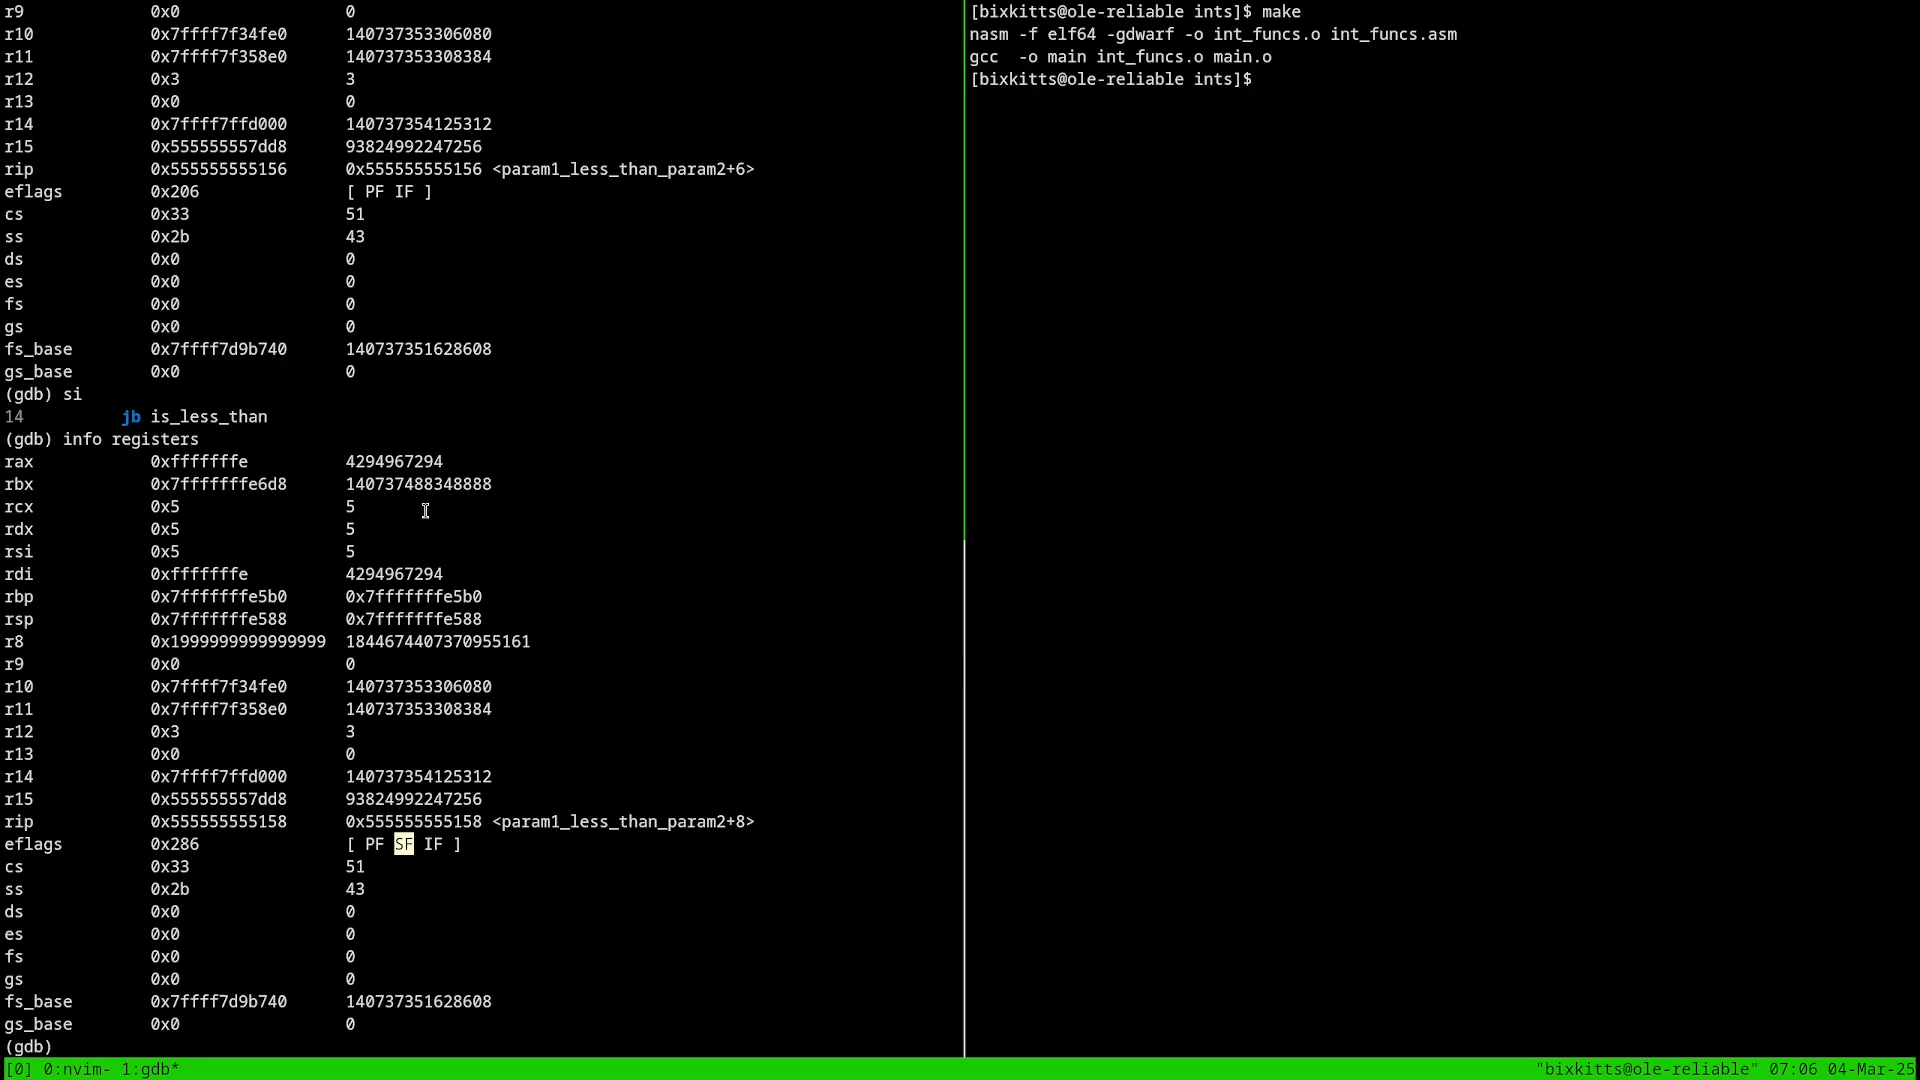 r9             0x0                 0
r10            0x7ffff7f34fe0      140737353306080
r11            0x7ffff7f358e0      140737353308384
r12            0x3                 3
r13            0x0                 0
r14            0x7ffff7ffd000      140737354125312
r15            0x555555557dd8      93824992247256
rip            0x555555555156      0x555555555156 <param1_less_than_param2+6>
eflags         0x206               [ PF IF ]
cs             0x33                51
ss             0x2b                43
ds             0x0                 0
es             0x0                 0
fs             0x0                 0
gs             0x0                 0
fs_base        0x7ffff7d9b740      140737351628608
gs_base        0x0                 0
(gdb) si
14          jb is_less_than
(gdb) info registers
rax            0xfffffffe          4294967294
rbx            0x7fffffffe6d8      140737488348888
rcx            0x5                 5
rdx            0x5                 5
rsi            0x5                 5
rdi            0xfffffffe          4294967294
rbp            0x7fffffffe5b0      0x7fffffffe5b0
rsp            0x7fffffffe588      0x7fffffffe588
r8             0x1999999999999999  1844674407370955161
r9             0x0                 0
r10            0x7ffff7f34fe0      140737353306080
r11            0x7ffff7f358e0      140737353308384
r12            0x3                 3
r13            0x0                 0
r14            0x7ffff7ffd000      140737354125312
r15            0x555555557dd8      93824992247256
rip            0x555555555158      0x555555555158 <param1_less_than_param2+8>
eflags         0x286               [ PF SF IF ]
cs             0x33                51
ss             0x2b                43
ds             0x0                 0
es             0x0                 0
fs             0x0                 0
gs             0x0                 0
fs_base        0x7ffff7d9b740      140737351628608
gs_base        0x0                 0
(gdb)
[bixkitts@ole-reliable ints]$ make
nasm -f elf64 -gdwarf -o int_funcs.o int_funcs.asm
gcc  -o main int_funcs.o main.o
[bixkitts@ole-reliable ints]$
[0] 0:nvim- 1:gdb* "bixkitts@ole-reliable" 07:06 04-Mar-25